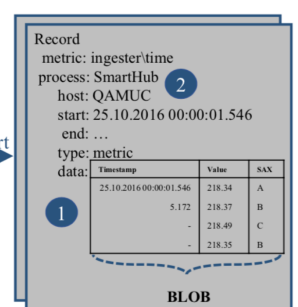 Record
metric: ingester\time
process: SmartHub
2
host: QAMUC
start: 25.10.2016 00:00:01.546
end: ...
rt
type: metric
data:
Timestamp Value SAX
25.10.2016 00:00:01.546 218.34 A
1
5.172 218.37 B
- 218.49 C
- 218.35 B
BLOB